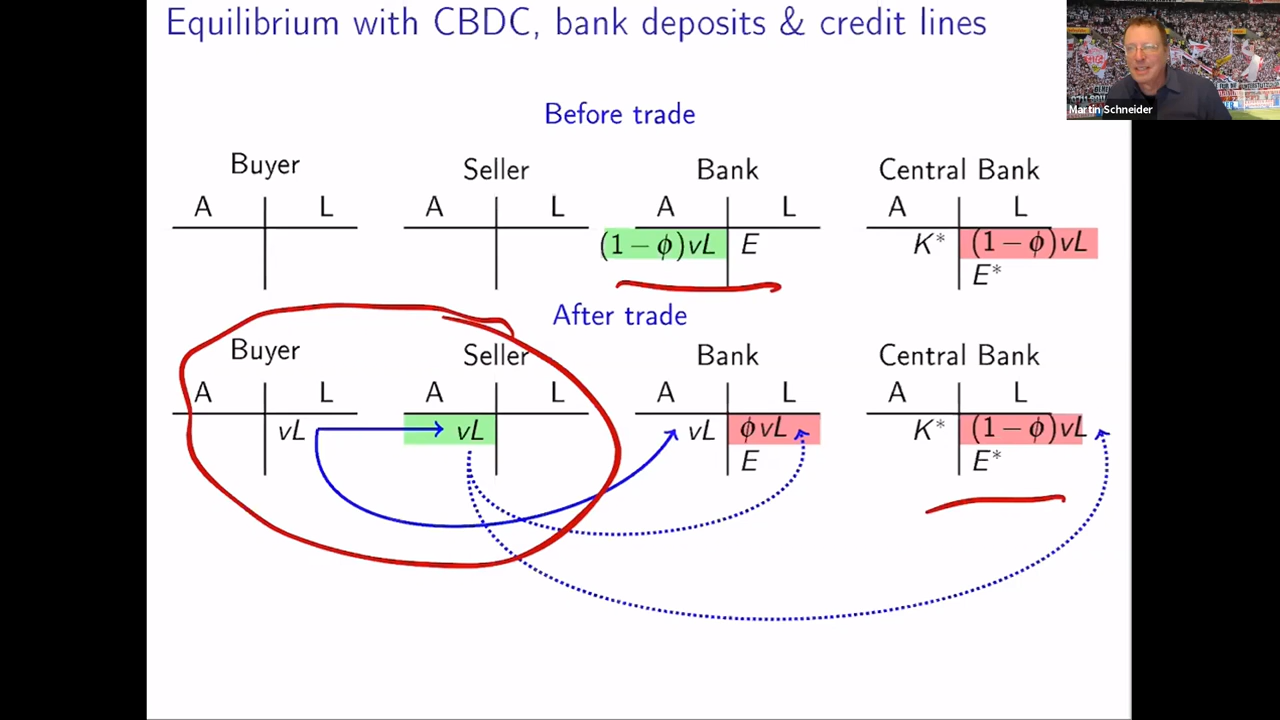 Equilibrium with CBDC, bank deposits & credit lines
Martin Schneider
Before trade
Buyer Seller Bank Central Bank
A L A L A L A L
(1 − ϕ)vL E K* (1 − ϕ)vL
E*
After trade
Buyer Seller Bank Central Bank
A L A L A L A L
vL vL vL ϕvL K* (1 − ϕ)vL
E E*